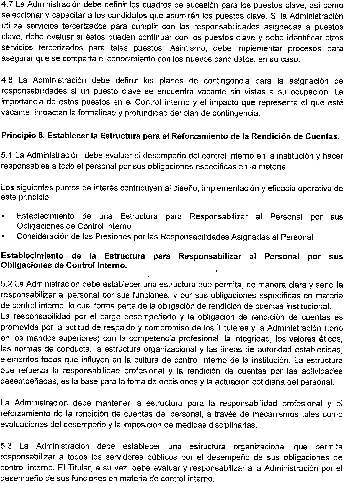 4.7 La Administración debe definir los cuadros de sucesión para los puestos clave, así como
seleccionar y capacitar a los candidatos que asumirán los puestos clave. Si la Administración
utiliza servicios tercerizados para cumplir con las responsabilidades asignadas a puestos
clave, debe evaluar si éstos pueden continuar con los puestos clave y debe identificar otros
servicios tercerizados para tales puestos. Asimismo, debe implementar procesos para
asegurar que se comparta el conocimiento con los nuevos candidatos, en su caso.
4.8 La Administración debe definir los planes de contingencia para la asignación de
responsabilidades si un puesto clave se encuentra vacante sin vistas a su ocupación. La
importancia de estos puestos en el Control Interno y el impacto que representa el que esté
vacante, impactan la formalidad y profundidad del plan de contingencia.
Principio 5. Establecer la Estructura para el Reforzamiento de la Rendición de Cuentas.
5.1 La Administración, debe evaluar el desempeño del control interno en la institución y hacer
responsables a todo el personal por sus obligaciones específicas en la materia.
Los siguientes puntos de interés contribuyen al diseño, implementación y eficacia operativa de
este principio:
• Establecimiento de una Estructura para Responsabilizar al Personal por sus
Obligaciones de Control Interno
• Consideración de las Presiones por las Responsabilidades Asignadas al Personal
Establecimiento de la Estructura para Responsabilizar al Personal por sus
Obligaciones de Control Interno.
5.2 La Administración debe establecer una estructura que permita, de manera clara y sencilla
responsabilizar al personal por sus funciones y por sus obligaciones específicas en materia
de control interno, lo cual forma parte de la obligación de rendición de cuentas institucional.
La responsabilidad por el cargo desempeñado y la obligación de rendición de cuentas es
promovida por la actitud de respaldo y compromiso de los Titulares y la Administración (tono
en los mandos superiores) con la competencia profesional, la integridad, los valores éticos,
las normas de conducta, la estructura organizacional y las líneas de autoridad establecidas,
elementos todos que influyen en la cultura de control interno de la institución. La estructura
que refuerza la responsabilidad profesional y la rendición de cuentas por las actividades
desempeñadas, es la base para la toma de decisiones y la actuación cotidiana del personal.
La Administración debe mantener la estructura para la responsabilidad profesional y el
reforzamiento de la rendición de cuentas del personal, a través de mecanismos tales como
evaluaciones del desempeño y la imposición de medidas disciplinarias.
5.3 La Administración debe establecer una estructura organizacional que permita
responsabilizar a todos los servidores públicos por el desempeño de sus obligaciones de
control interno. El Titular, a su vez, debe evaluar y responsabilizar a la Administración por el
desempeño de sus funciones en materia de control interno.